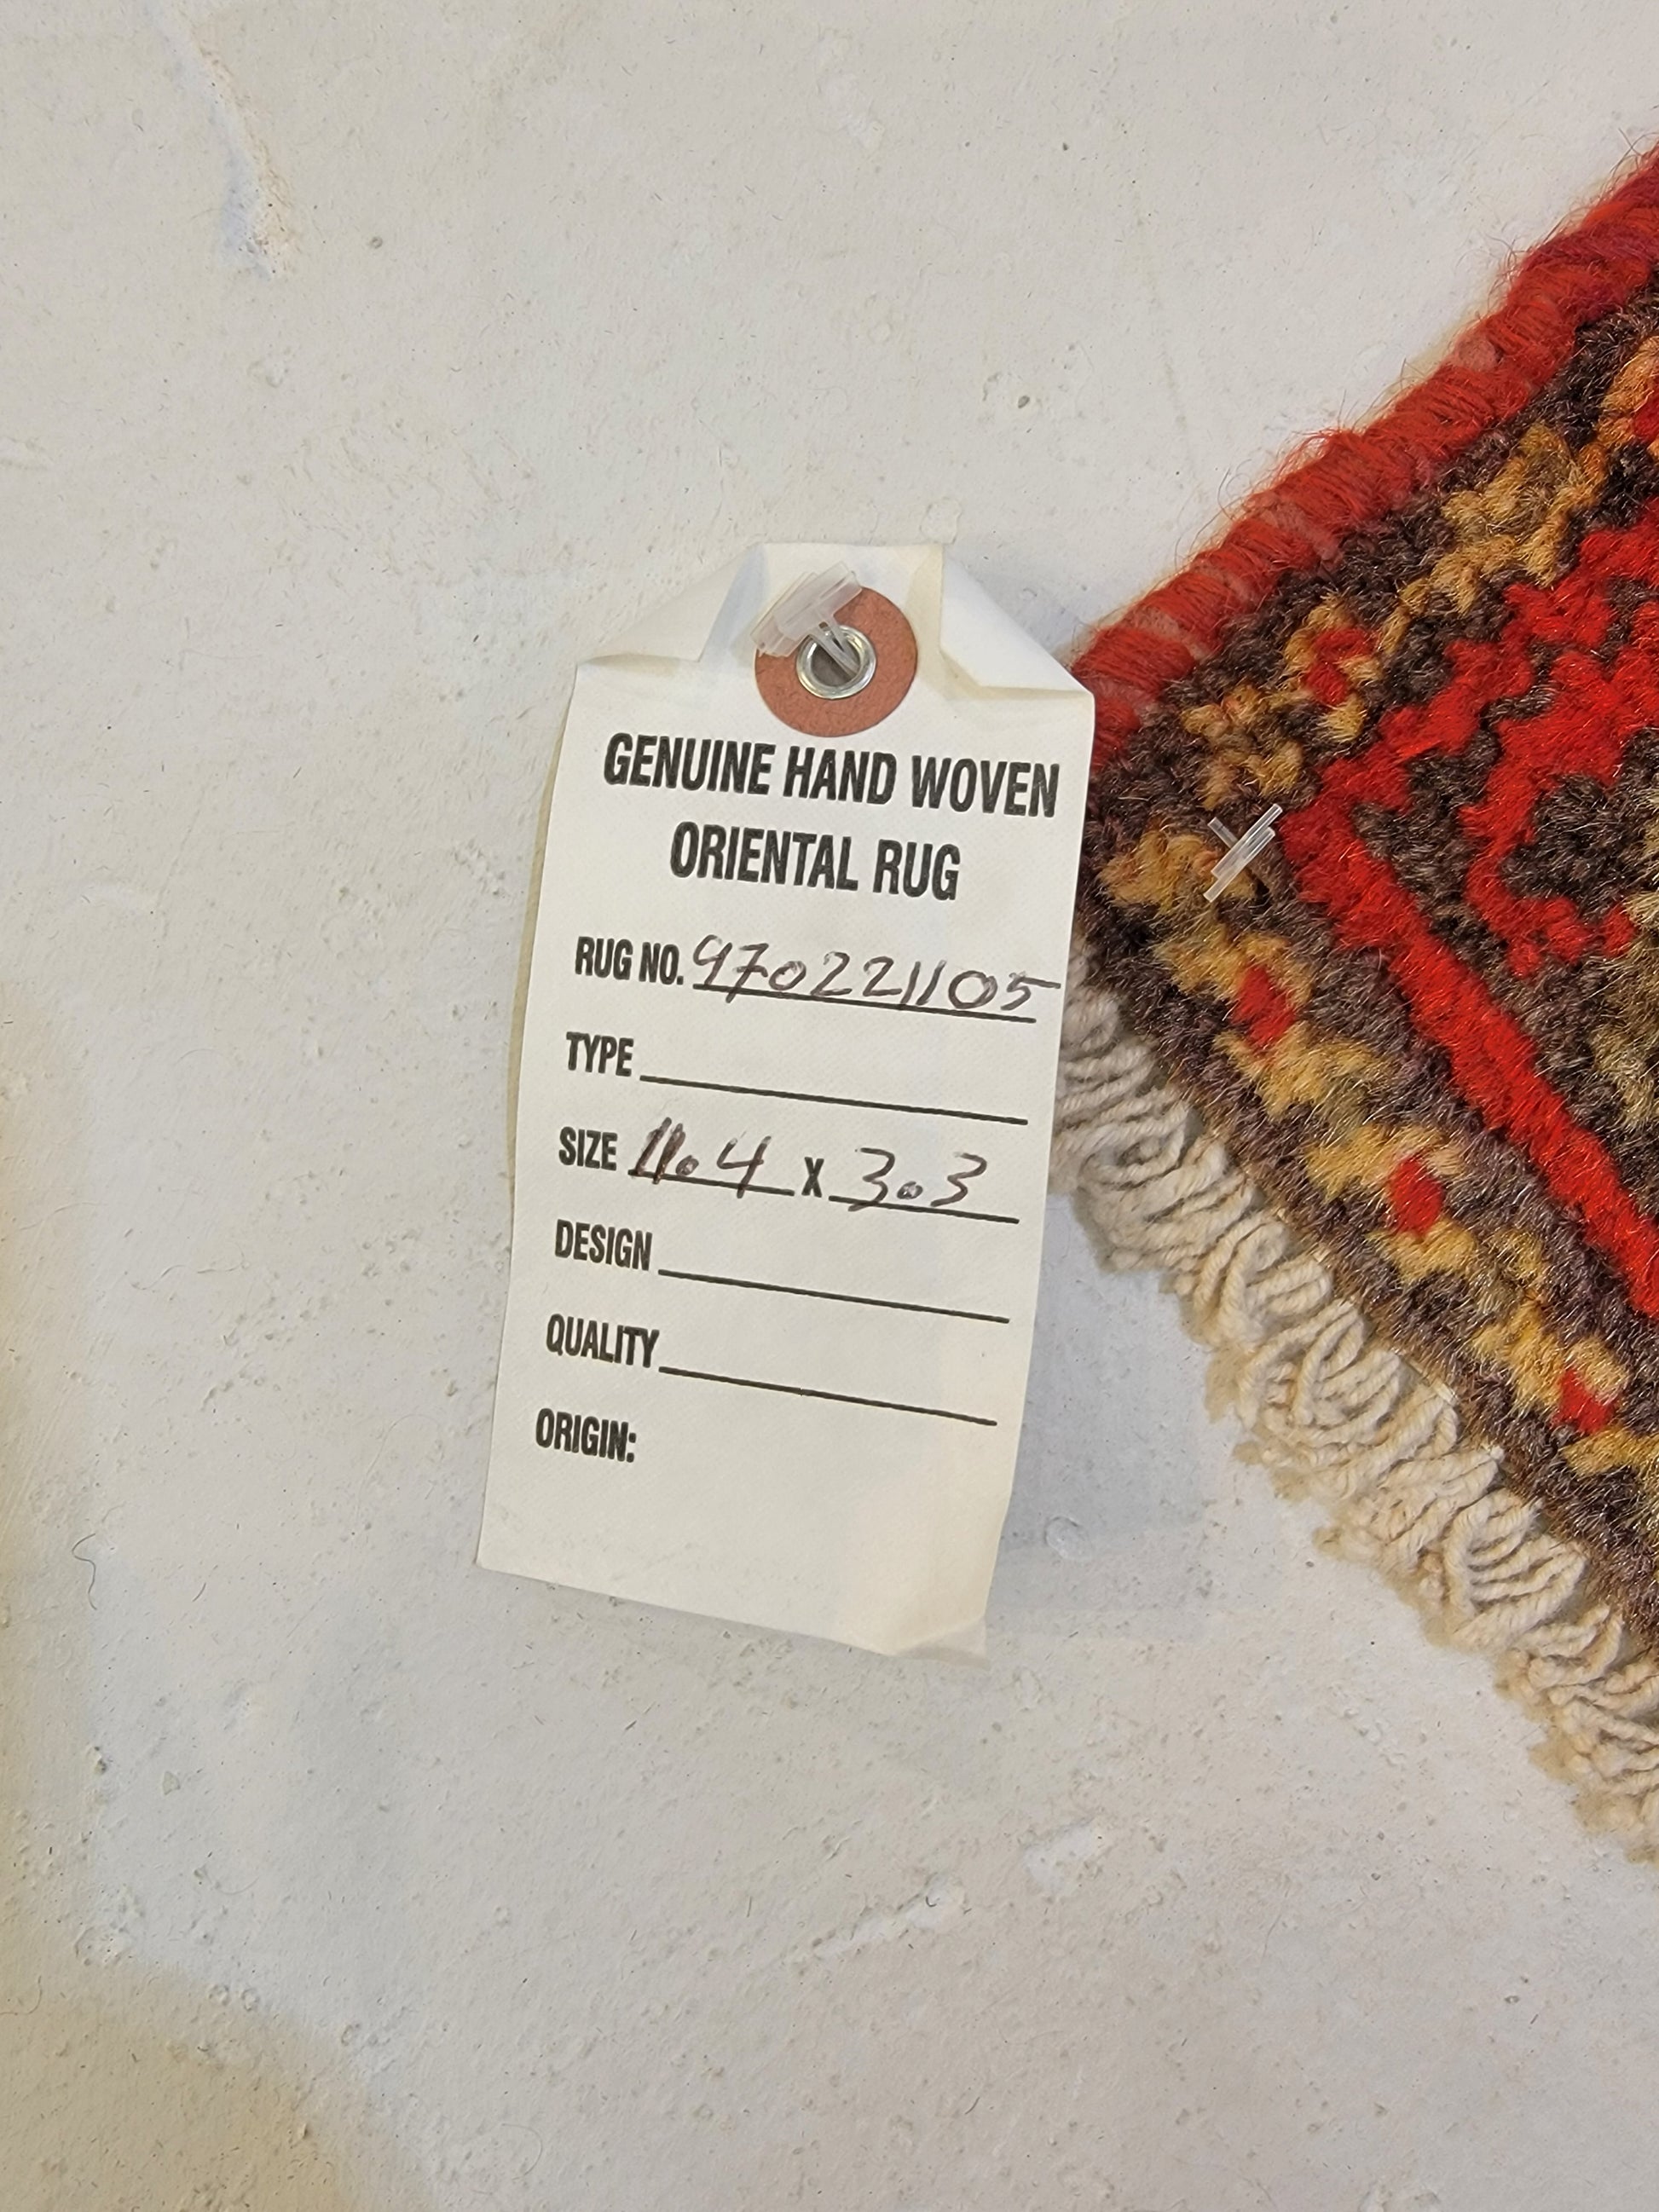 GENUINE HAND WOVEN
ORIENTAL RUG
RUG NO. 970221105
TYPE
SIZE 11.4 X 3.3
DESIGN
QUALITY
ORIGIN: